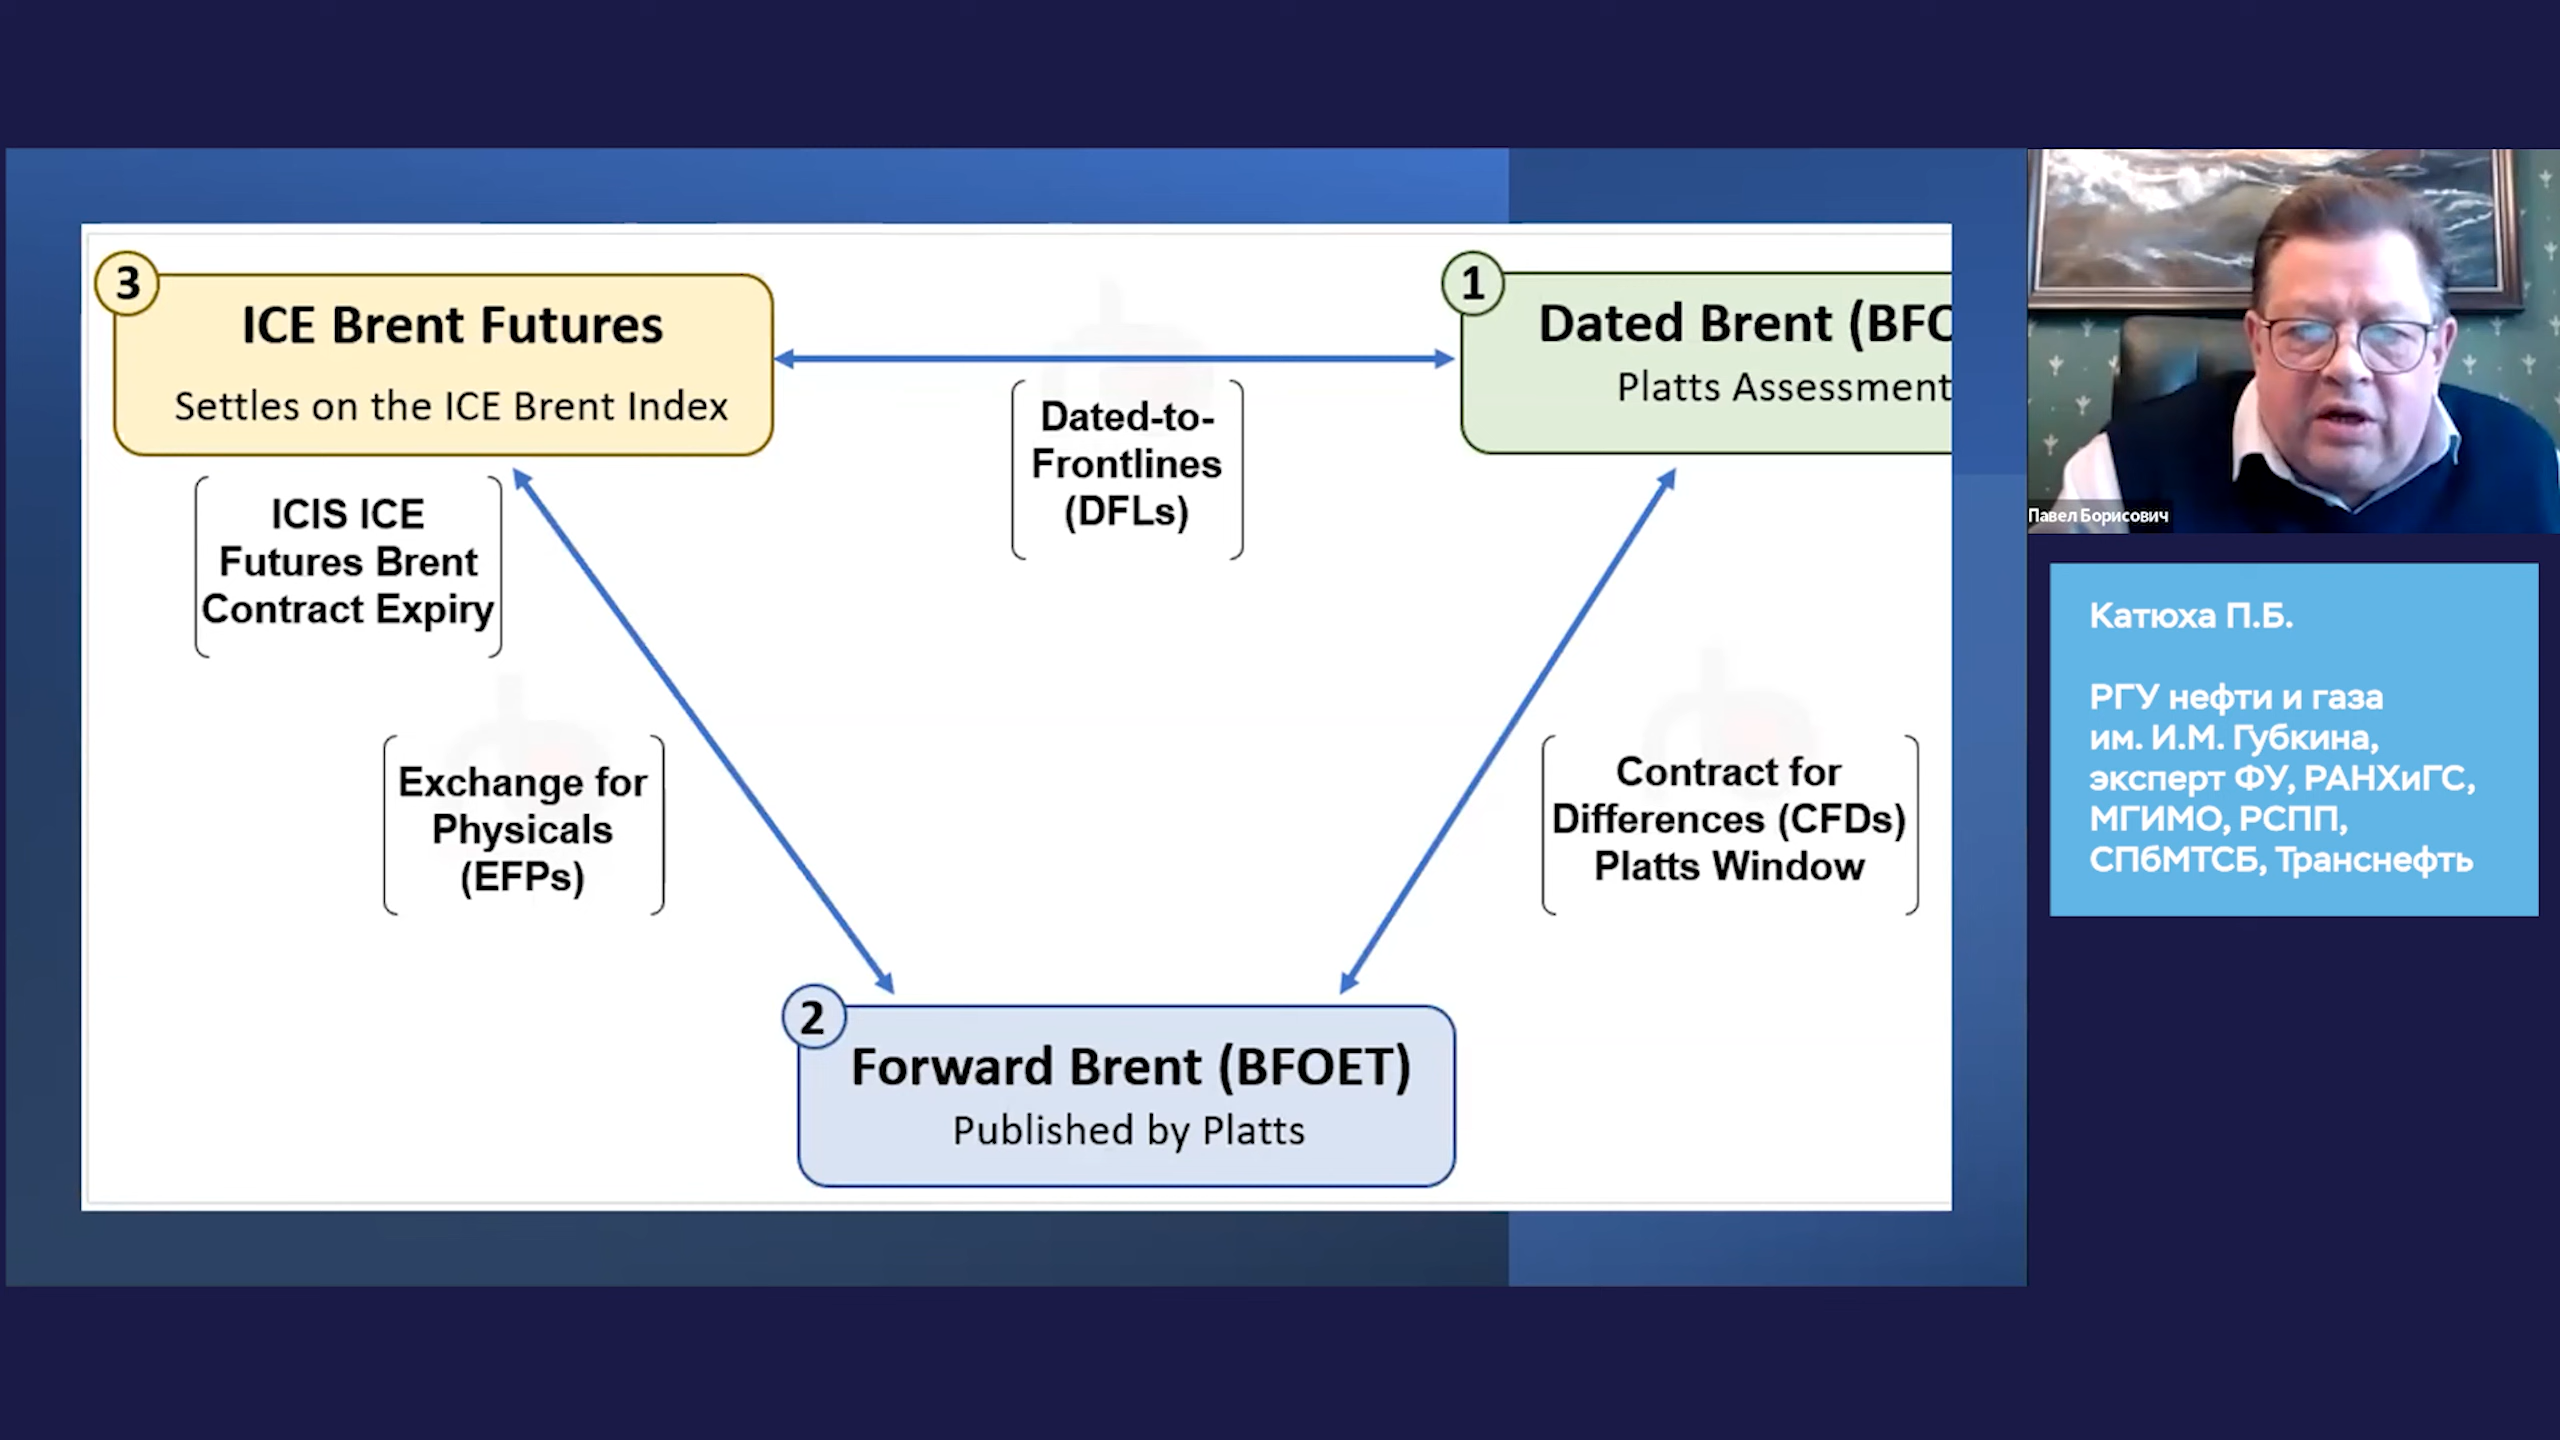 3
ICE Brent Futures
Settles on the ICE Brent Index
1
Dated Brent (BFO
Platts Assessment
Dated-to-
Frontlines
(DFLs)
ICIS ICE
Futures Brent
Contract Expiry
Exchange for
Physicals
(EFPs)
Contract for
Differences (CFDs)
Platts Window
2
Forward Brent (BFOET)
Published by Platts
Павел Борисович
Катюха П.Б.
РГУ нефти и газа
им. И.М. Губкина,
эксперт ФУ, РАНХиГС,
МГИМО, РСПП,
СПбМТСБ, Транснефть